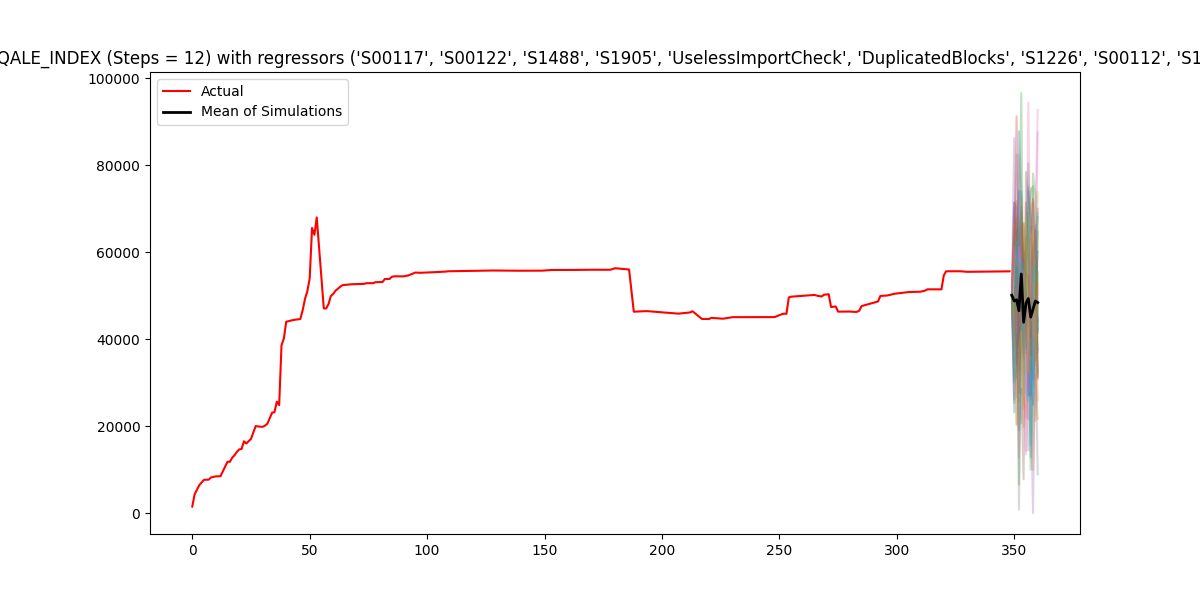 QALE_INDEX (Steps = 12) with regressors ('S00117', 'S00122', 'S1488', 'S1905', 'UselessImportCheck', 'DuplicatedBlocks', 'S1226', 'S00112', 'S1
100000
80000
60000
40000
20000
0
Actual
Mean of Simulations
0 50 100 150 200 250 300 350